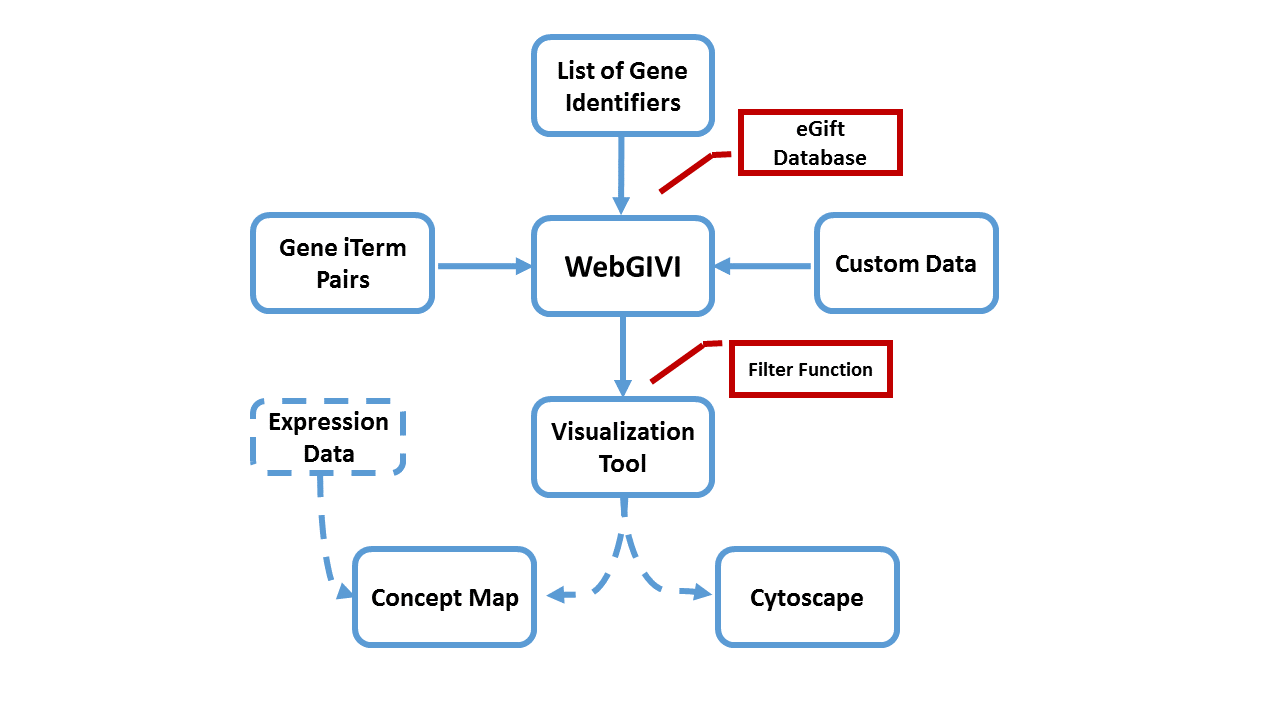 List of Gene
Identifiers
eGift
Database
Gene iTerm
Pairs
WebGIVI
Custom Data
Filter Function
Expression
Data
Visualization
Tool
Concept Map
Cytoscape